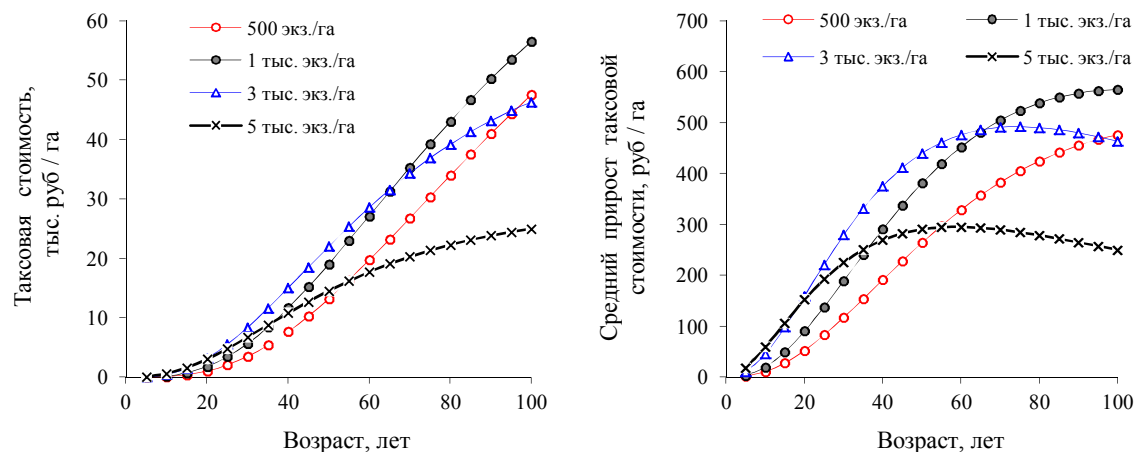 Таксовая стоимость,
тыс. руб / га
60
50
40
30
20
10
0
500 экз./га
1 тыс. экз./га
3 тыс. экз./га
5 тыс. экз./га
0 20 40 60 80 100
Возраст, лет
Средний прирост таксовой
стоимости, руб / га
700
600
500
400
300
200
100
0
500 экз./га 1 тыс. экз./га
3 тыс. экз./га 5 тыс. экз./га
0 20 40 60 80 100
Возраст, лет